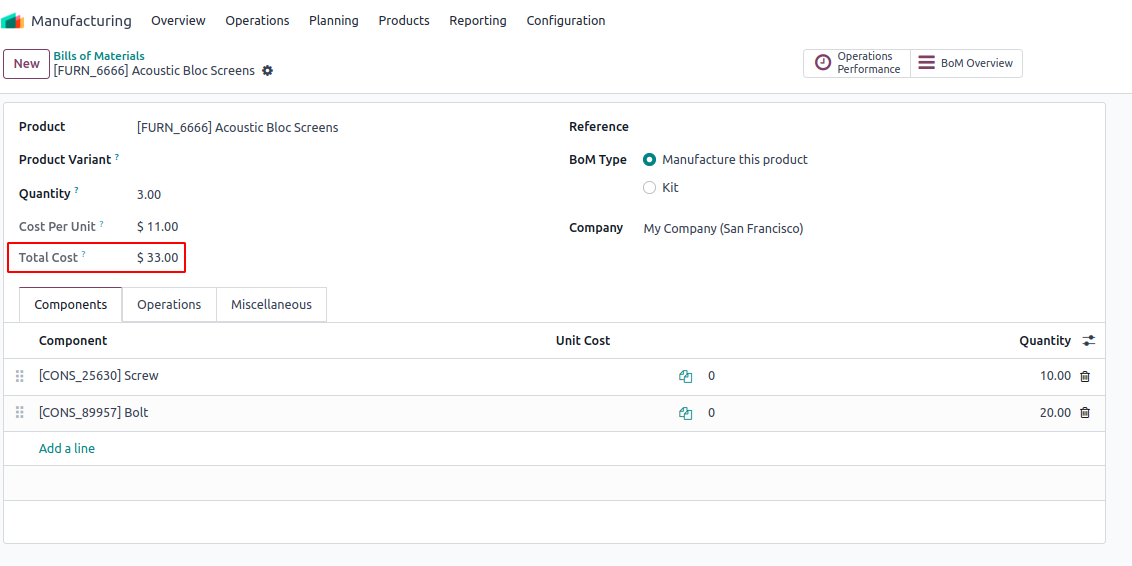 Manufacturing Overview Operations Planning Products Reporting Configuration
New
Bills of Materials
[FURN_6666] Acoustic Bloc Screens
Operations Performance
BoM Overview
Product [FURN_6666] Acoustic Bloc Screens
Product Variant ?
Quantity ? 3.00
Cost Per Unit ? $ 11.00
Total Cost ? $ 33.00
Reference
BoM Type Manufacture this product
Kit
Company My Company (San Francisco)
Components Operations Miscellaneous
Component Unit Cost Quantity
[CONS_25630] Screw 0 10.00
[CONS_89957] Bolt 0 20.00
Add a line